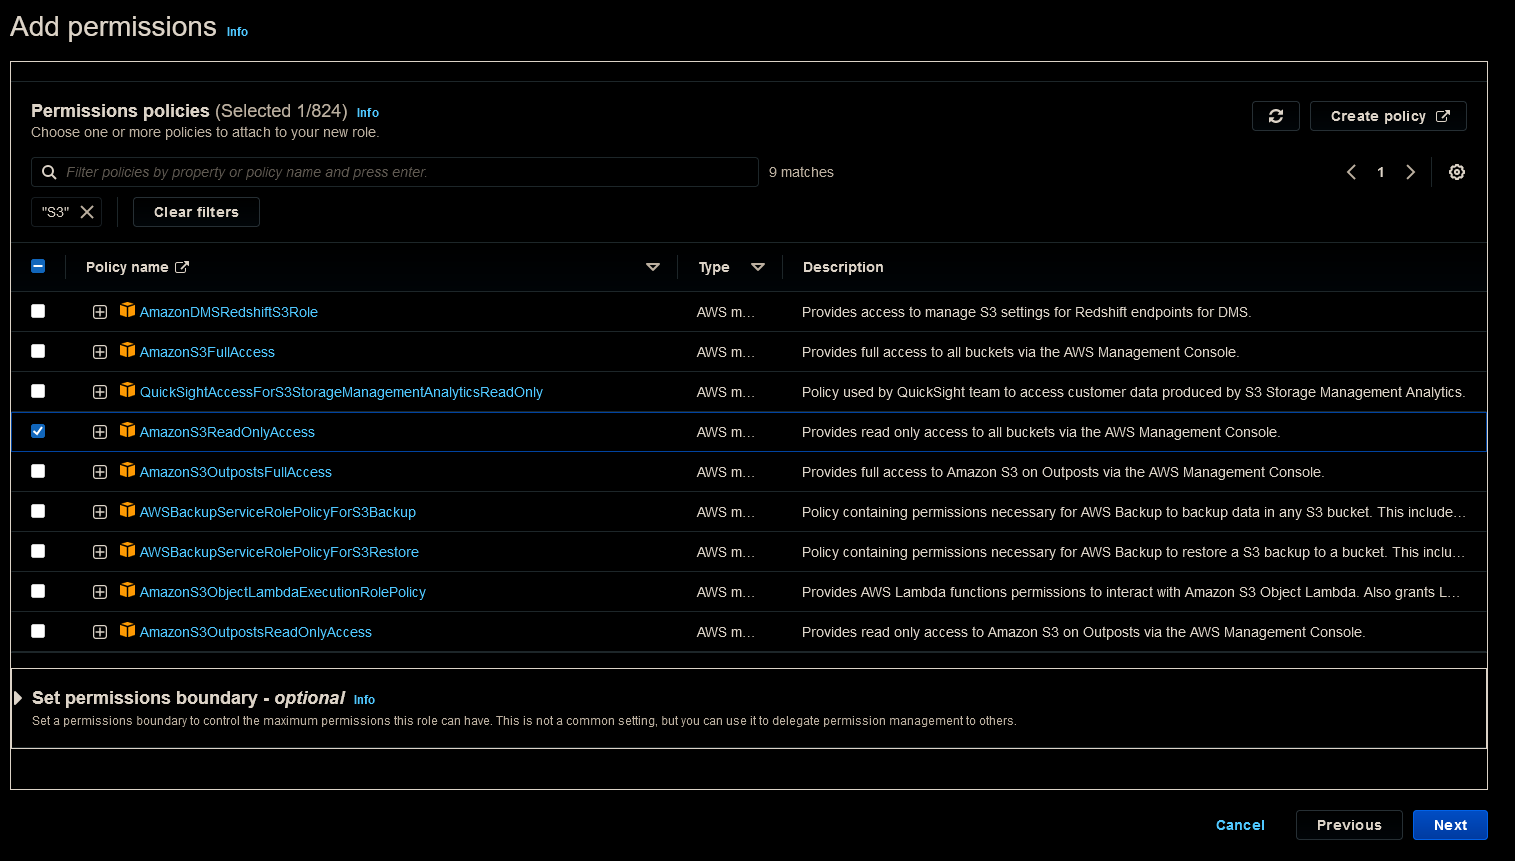 Add permissions Info
Permissions policies (Selected 1/824) Info
Choose one or more policies to attach to your new role.
Create policy
Filter policies by property or policy name and press enter.
9 matches
1
"S3"
Clear filters
Policy name Type Description
AmazonDMSRedshiftS3Role AWS m... Provides access to manage S3 settings for Redshift endpoints for DMS.
AmazonS3FullAccess AWS m... Provides full access to all buckets via the AWS Management Console.
QuickSightAccessForS3StorageManagementAnalyticsReadOnly AWS m... Policy used by QuickSight team to access customer data produced by S3 Storage Management Analytics.
AmazonS3ReadOnlyAccess AWS m... Provides read only access to all buckets via the AWS Management Console.
AmazonS3OutpostsFullAccess AWS m... Provides full access to Amazon S3 on Outposts via the AWS Management Console.
AWSBackupServiceRolePolicyForS3Backup AWS m... Policy containing permissions necessary for AWS Backup to backup data in any S3 bucket. This include...
AWSBackupServiceRolePolicyForS3Restore AWS m... Policy containing permissions necessary for AWS Backup to restore a S3 backup to a bucket. This inclu...
AmazonS3ObjectLambdaExecutionRolePolicy AWS m... Provides AWS Lambda functions permissions to interact with Amazon S3 Object Lambda. Also grants L...
AmazonS3OutpostsReadOnlyAccess AWS m... Provides read only access to Amazon S3 on Outposts via the AWS Management Console.
Set permissions boundary - optional Info
Set a permissions boundary to control the maximum permissions this role can have. This is not a common setting, but you can use it to delegate permission management to others.
Cancel Previous Next